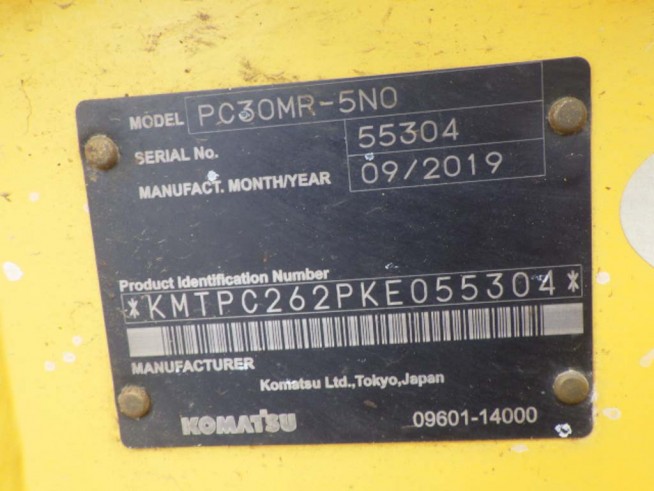 MODEL PC30MR-5N0
SERIAL No. 55304
MANUFACT. MONTH/YEAR 09/2019
Product Identification Number
*KMTPC262PKE055304*
MANUFACTURER
Komatsu Ltd.,Tokyo,Japan
KOMATSU 09601-14000